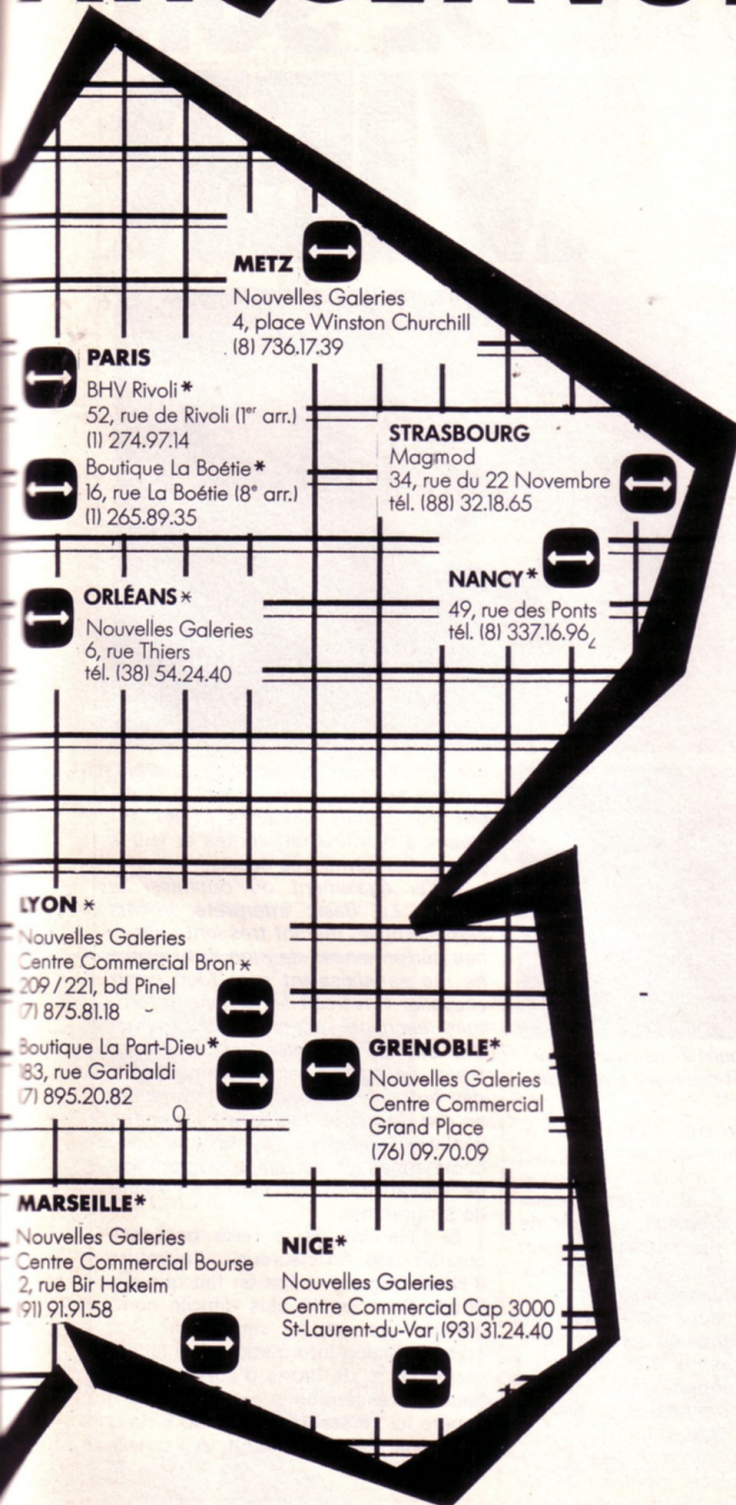 METZ
Nouvelles Galeries
4, place Winston Churchill
(8) 736.17.39
PARIS
BHV Rivoli *
52, rue de Rivoli (1er arr.)
(1) 274.97.14
Boutique La Boétie*
16, rue La Boétie (8e arr.)
(1) 265.89.35
STRASBOURG
Magmod
34, rue du 22 Novembre
tél. (88) 32.18.65
NANCY*
49, rue des Ponts
tél. (8) 337.16.96
ORLÉANS*
Nouvelles Galeries
6, rue Thiers
tél. (38) 54.24.40
LYON *
Nouvelles Galeries
Centre Commercial Bron *
209 / 221, bd Pinel
(7) 875.81.18
Boutique La Part-Dieu*
83, rue Garibaldi
(7) 895.20.82
GRENOBLE*
Nouvelles Galeries
Centre Commercial
Grand Place
(76) 09.70.09
MARSEILLE*
Nouvelles Galeries
Centre Commercial Bourse
2, rue Bir Hakeim
(91) 91.91.58
NICE*
Nouvelles Galeries
Centre Commercial Cap 3000
St-Laurent-du-Var, (93) 31.24.40